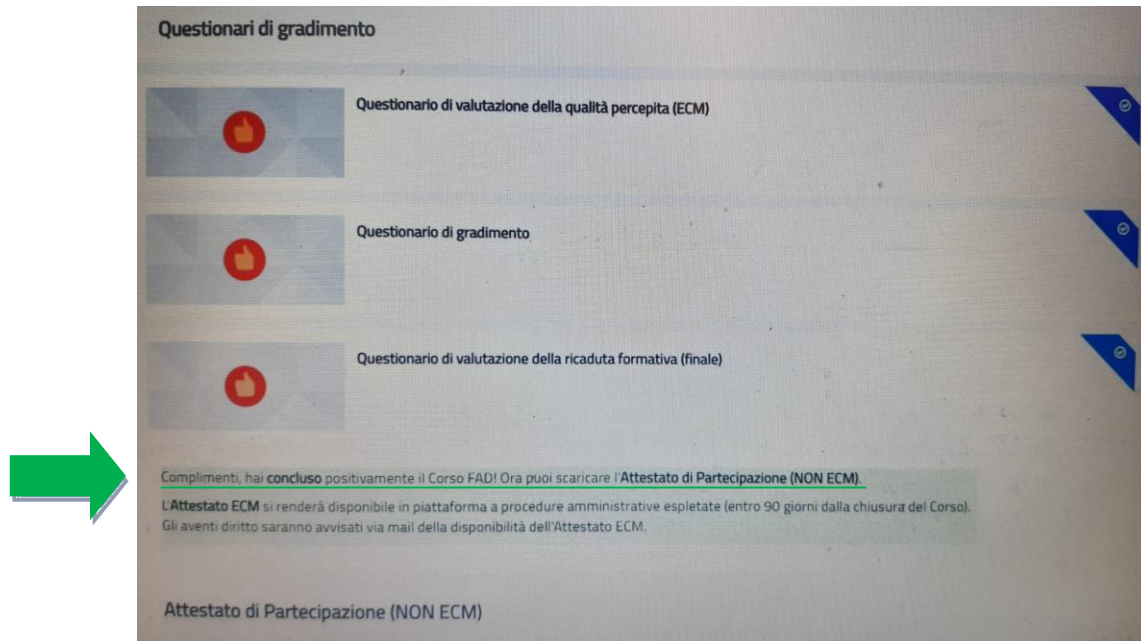 Questionari di gradimento
Questionario di valutazione della qualità percepita (ECM)
Questionario di gradimento
Questionario di valutazione della ricaduta formativa (finale)
Complimenti, hai concluso positivamente il Corso FAD! Ora puoi scaricare l'Attestato di Partecipazione (NON ECM).
L'Attestato ECM si renderà disponibile in piattaforma a procedure amministrative espletate (entro 90 giorni dalla chiusura del Corso).
Gli aventi diritto saranno avvisati via mail della disponibilità dell'Attestato ECM.
Attestato di Partecipazione (NON ECM)